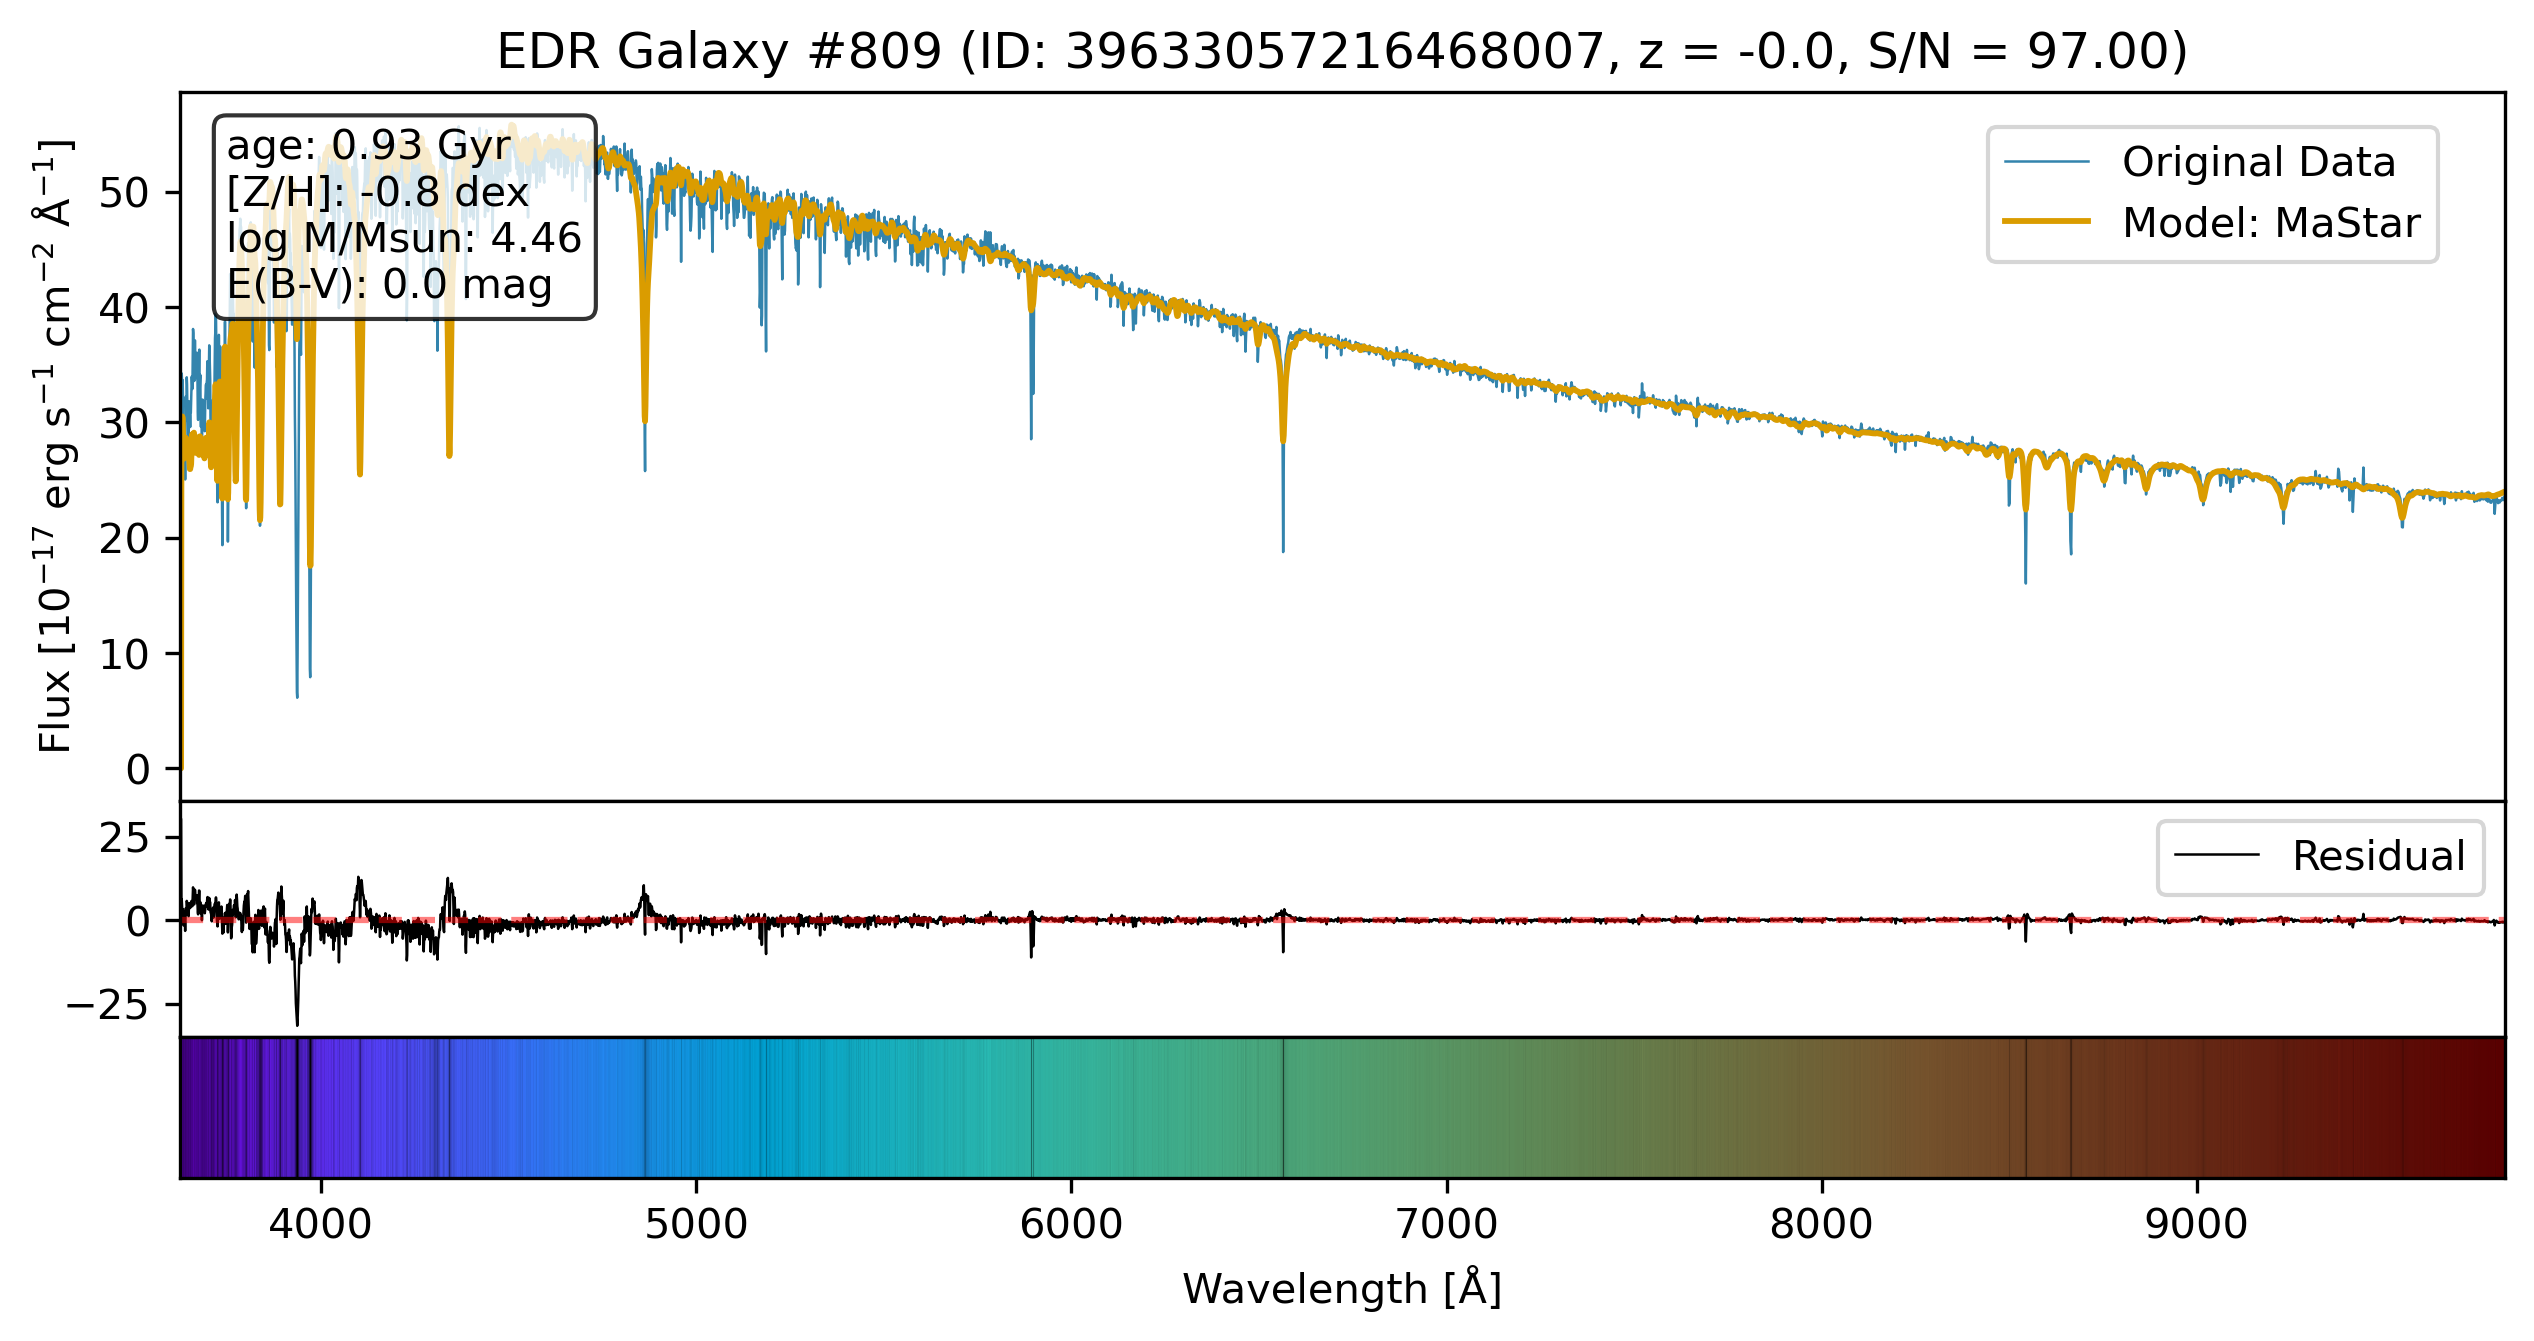 EDR Galaxy #809 (ID: 39633057216468007, z = -0.0, S/N = 97.00)
age: 0.93 Gyr
[Z/H]: -0.8 dex
log M/Msun: 4.46
E(B-V): 0.0 mag
Original Data
Model: MaStar
Flux [10⁻¹⁷ erg s⁻¹ cm⁻² Å⁻¹]
50
40
30
20
10
0
Residual
25
0
−25
4000 5000 6000 7000 8000 9000
Wavelength [Å]